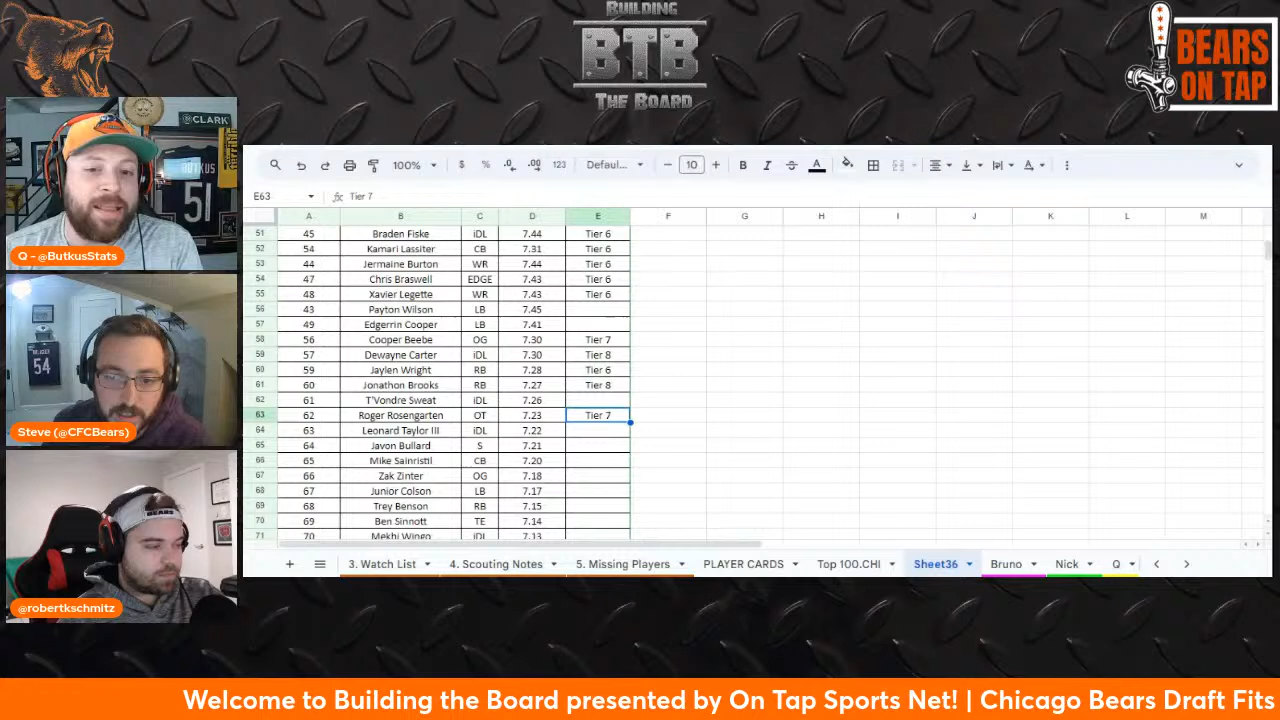 BUILDING
BTB
THE BOARD
BEARS
ON TAP
CLARK
BUTKUS
51
Q - @ButkusStats
54
Steve (@CFCBears)
BEARS
@robertkschmitz
100% $ % .0 .00 123 Defaul... − 10 + B I S A
E63 fx Tier 7
A B C D E F G H I J K L M
51 45 Braden Fiske iDL 7.44 Tier 6
52 54 Kamari Lassiter CB 7.31 Tier 6
53 44 Jermaine Burton WR 7.44 Tier 6
54 47 Chris Braswell EDGE 7.43 Tier 6
55 48 Xavier Legette WR 7.43 Tier 6
56 43 Payton Wilson LB 7.45
57 49 Edgerrin Cooper LB 7.41
58 56 Cooper Beebe OG 7.30 Tier 7
59 57 Dewayne Carter iDL 7.30 Tier 8
60 59 Jaylen Wright RB 7.28 Tier 6
61 60 Jonathon Brooks RB 7.27 Tier 8
62 61 T'Vondre Sweat iDL 7.26
63 62 Roger Rosengarten OT 7.23 Tier 7
64 63 Leonard Taylor III iDL 7.22
65 64 Javon Bullard S 7.21
66 65 Mike Sainristil CB 7.20
67 66 Zak Zinter OG 7.18
68 67 Junior Colson LB 7.17
69 68 Trey Benson RB 7.15
70 69 Ben Sinnott TE 7.14
71 70 Mekhi Wingo iDL 7.13
3. Watch List 4. Scouting Notes 5. Missing Players PLAYER CARDS Top 100.CHI Sheet36 Bruno Nick Q
Welcome to Building the Board presented by On Tap Sports Net! | Chicago Bears Draft Fits